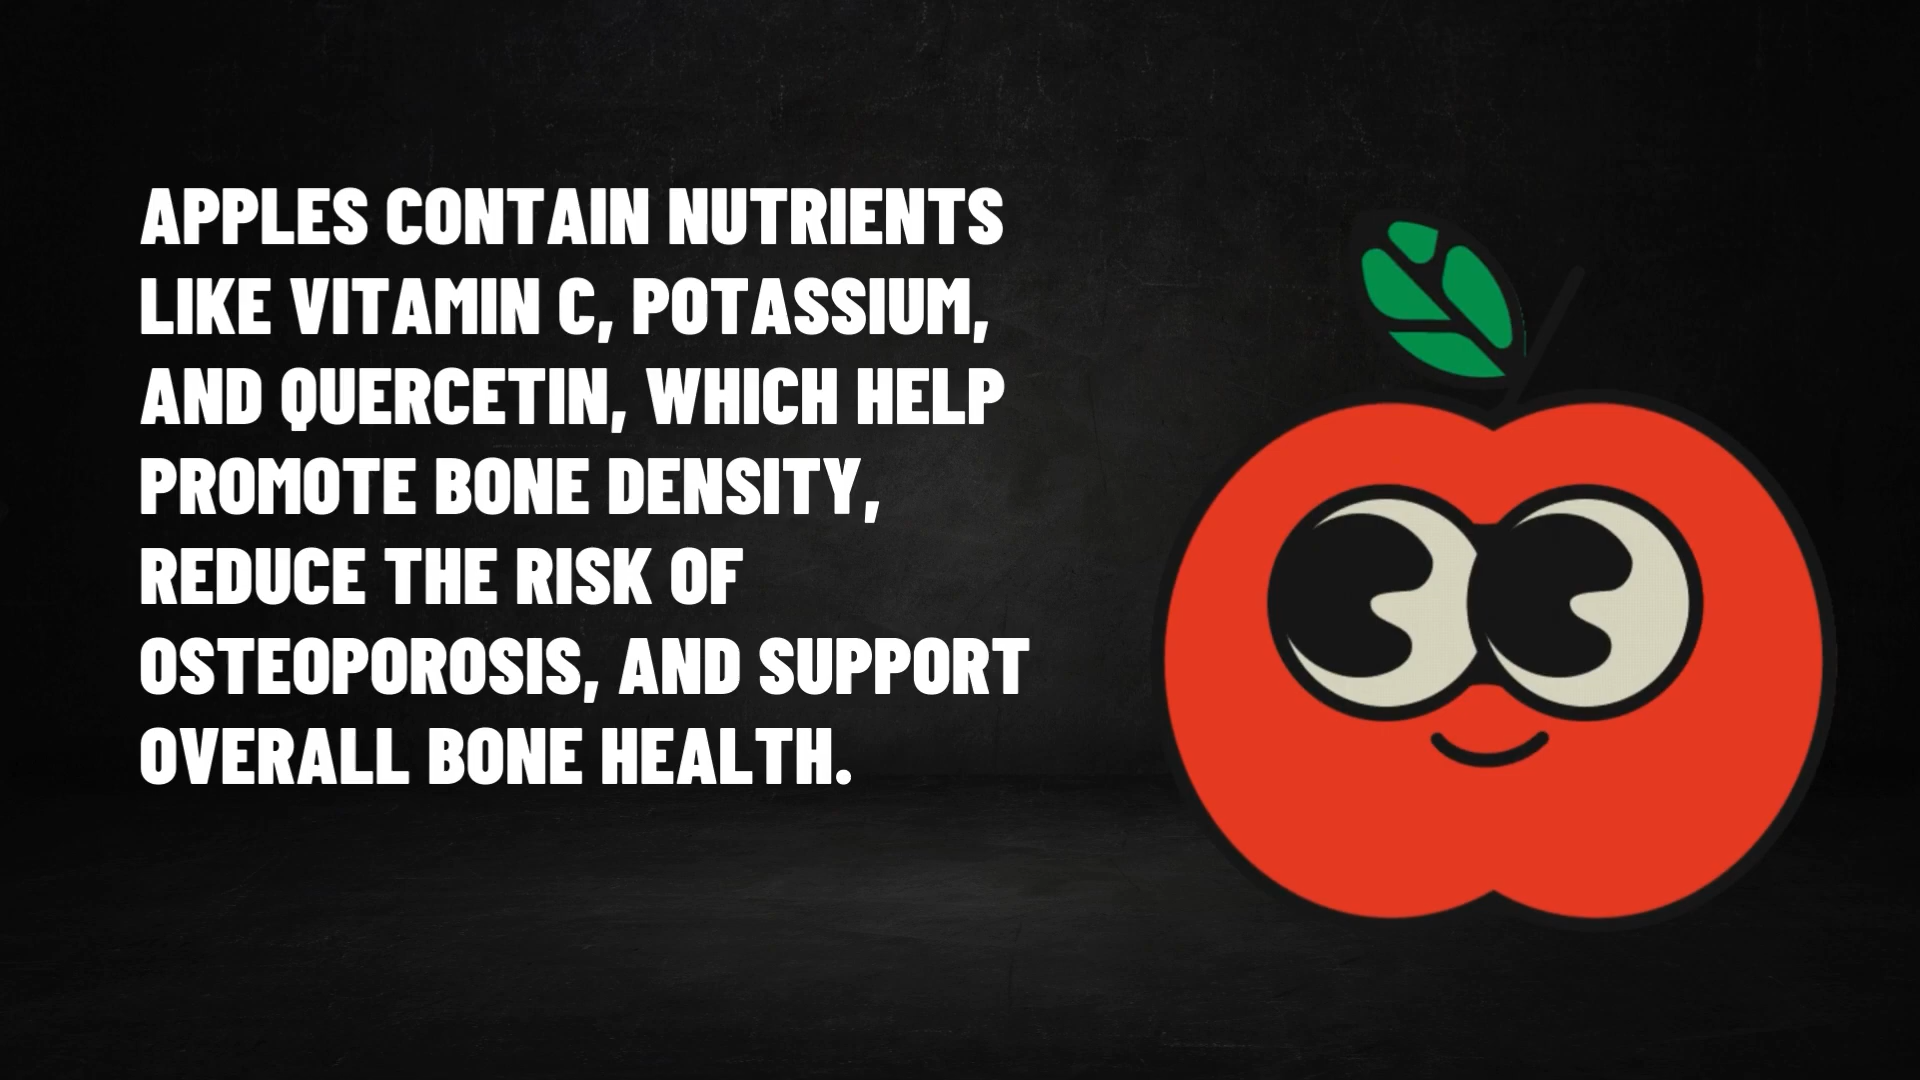 APPLES CONTAIN NUTRIENTS
LIKE VITAMIN C, POTASSIUM,
AND QUERCETIN, WHICH HELP
PROMOTE BONE DENSITY,
REDUCE THE RISK OF
OSTEOPOROSIS, AND SUPPORT
OVERALL BONE HEALTH.